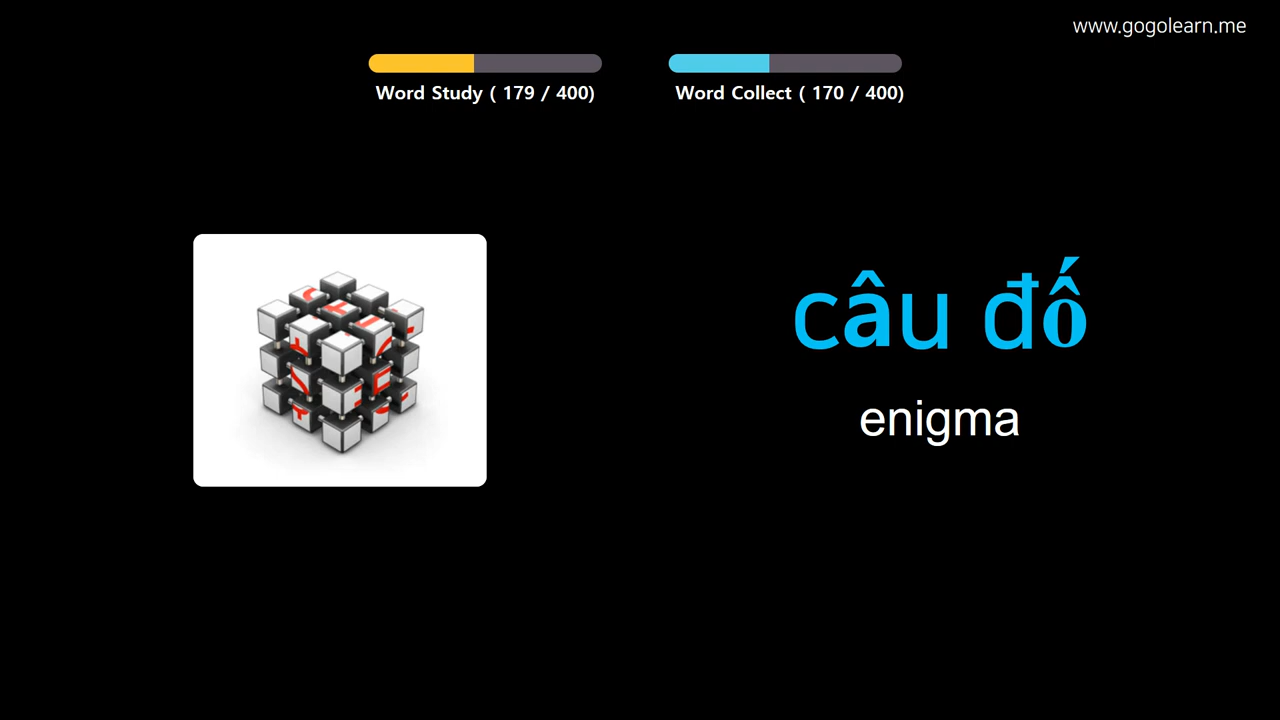 www.gogolearn.me
Word Study ( 179 / 400)
Word Collect ( 170 / 400)
câu đố
enigma